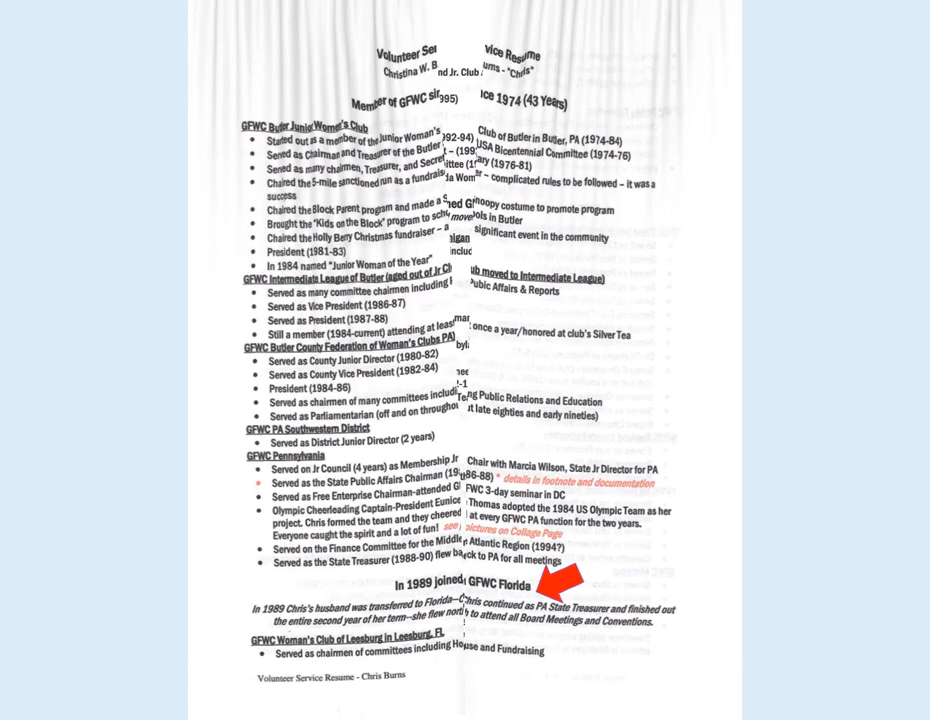 Volunteer Service Resume
Christina W. Burns - "Chris"
Member of GFWC since 1974 (43 Years)
GFWC Butler Junior Women's Club
• Started out as a member of the Junior Woman's Club of Butler in Butler, PA (1974-84)
• Served as Chairman and Treasurer of the Butler USA Bicentennial Committee (1974-76)
• Served as many chairmen, Treasurer, and Secretary (1976-81)
• Chaired the 5-mile sanctioned run as a fundraiser – complicated rules to be followed – it was a
success
• Chaired the Block Parent program and made a Snoopy costume to promote program
• Brought the "Kids on the Block" program to schools in Butler
• Chaired the Holly Berry Christmas fundraiser – a significant event in the community
• President (1981-83)
• In 1984 named "Junior Woman of the Year"
GFWC Intermediate League of Butler (aged out of Jr Club moved to Intermediate League)
• Served as many committee chairmen including Public Affairs & Reports
• Served as Vice President (1986-87)
• Served as President (1987-88)
• Still a member (1984-current) attending at least once a year/honored at club's Silver Tea
GFWC Butler County Federation of Woman's Clubs PA)
• Served as County Junior Director (1980-82)
• Served as County Vice President (1982-84)
• President (1984-86)
• Served as chairmen of many committees including Public Relations and Education
• Served as Parliamentarian (off and on throughout late eighties and early nineties)
GFWC PA Southwestern District
• Served as District Junior Director (2 years)
GFWC Pennsylvania
• Served on Jr Council (4 years) as Membership Chair with Marcia Wilson, State Jr Director for PA
• Served as the State Public Affairs Chairman (1986-88) * details in footnote and documentation
• Served as Free Enterprise Chairman-attended GFWC 3-day seminar in DC
• Olympic Cheerleading Captain-President Eunice Thomas adopted the 1984 US Olympic Team as her
project. Chris formed the team and they cheered at every GFWC PA function for the two years.
Everyone caught the spirit and a lot of fun! see pictures on Collage Page
• Served on the Finance Committee for the Middle Atlantic Region (1994?)
• Served as the State Treasurer (1988-90) flew back to PA for all meetings
In 1989 joined GFWC Florida
In 1989 Chris's husband was transferred to Florida--Chris continued as PA State Treasurer and finished out
the entire second year of her term--she flew north to attend all Board Meetings and Conventions.
GFWC Woman's Club of Leesburg in Leesburg, FL
• Served as chairmen of committees including House and Fundraising
Volunteer Service Resume - Chris Burns